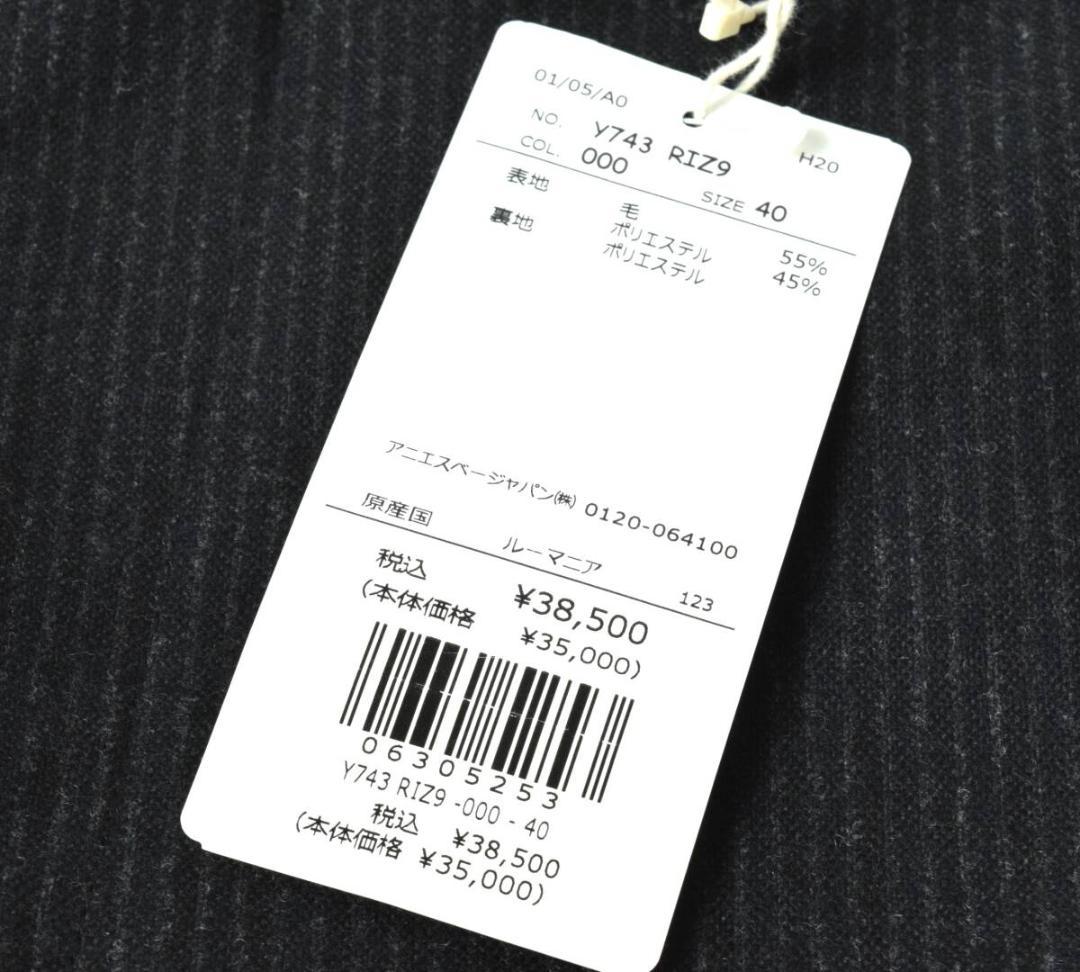 01/05/A0
NO. Y743 RIZ9 H20
COL. 000 SIZE 40
表地 毛 55%
ポリエステル 45%
裏地 ポリエステル
アニエスベージャパン㈱ 0120-064100
原産国 ルーマニア 123
税込 ¥38,500
(本体価格 ¥35,000)
06305253
Y743 RIZ9 -000 - 40
税込 ¥38,500
(本体価格 ¥35,000)